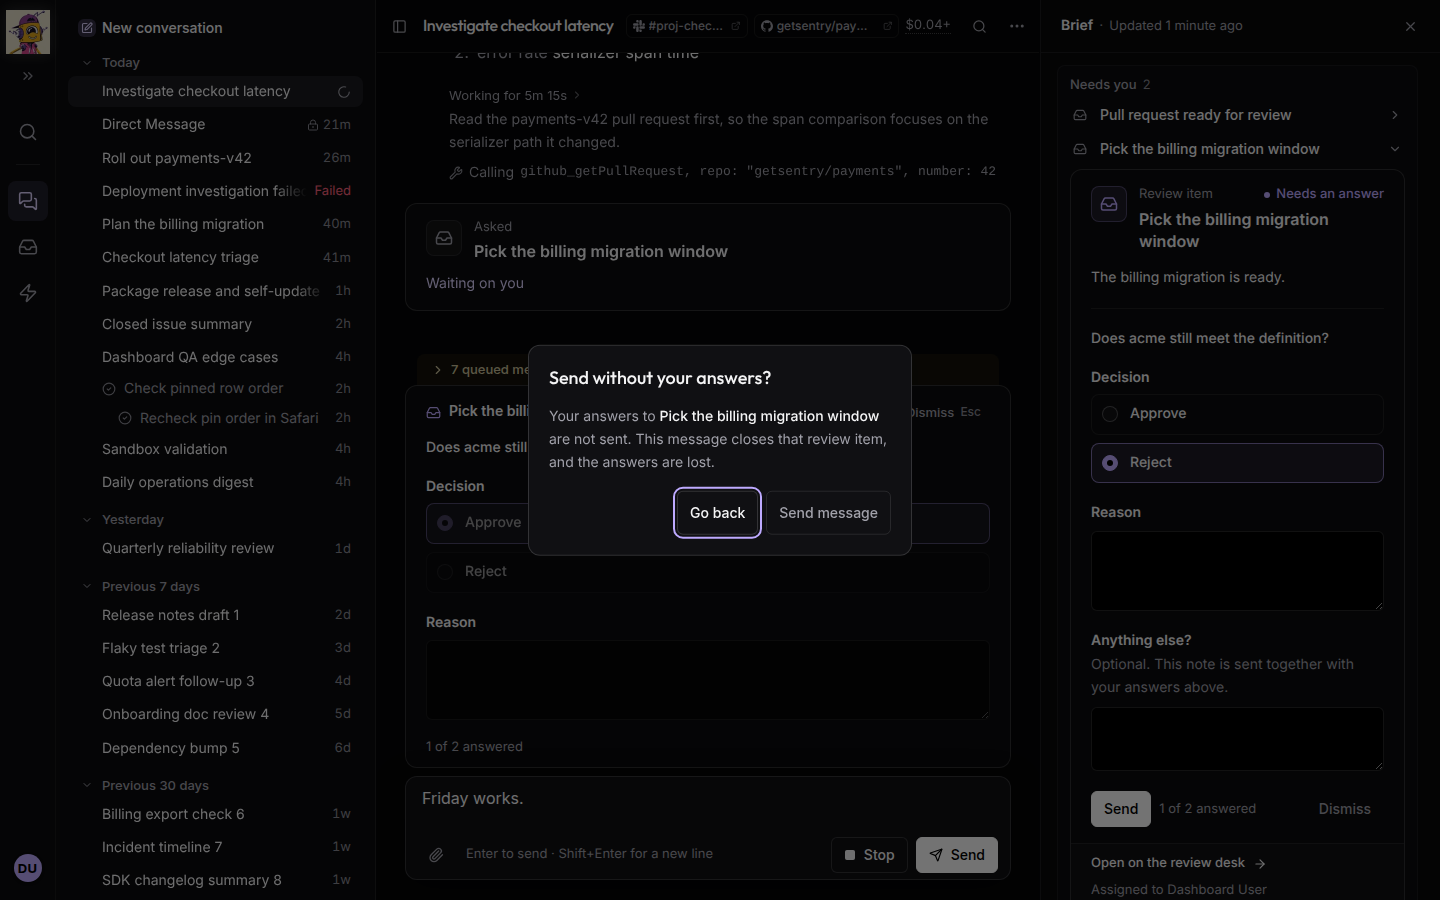 New conversation
Today
Investigate checkout latency
Direct Message 21m
Roll out payments-v42 26m
Deployment investigation failed Failed
Plan the billing migration 40m
Checkout latency triage 41m
Package release and self-update 1h
Closed issue summary 2h
Dashboard QA edge cases 4h
Check pinned row order 2h
Recheck pin order in Safari 2h
Sandbox validation 4h
Daily operations digest 4h
Yesterday
Quarterly reliability review 1d
Previous 7 days
Release notes draft 1 2d
Flaky test triage 2 3d
Quota alert follow-up 3 4d
Onboarding doc review 4 5d
Dependency bump 5 6d
Previous 30 days
Billing export check 6 1w
Incident timeline 7 1w
SDK changelog summary 8 1w
DU
Investigate checkout latency #proj-chec... getsentry/pay... $0.04+
2. error rate serializer span time
Working for 5m 15s
Read the payments-v42 pull request first, so the span comparison focuses on the
serializer path it changed.
Calling github_getPullRequest, repo: "getsentry/payments", number: 42
Asked
Pick the billing migration window
Waiting on you
7 queued me
Pick the billi
Dismiss Esc
Does acme still
Decision
Approve
Reject
Reason
1 of 2 answered
Friday works.
Enter to send · Shift+Enter for a new line
Stop
Send
Send without your answers?
Your answers to Pick the billing migration window
are not sent. This message closes that review item,
and the answers are lost.
Go back
Send message
Brief · Updated 1 minute ago
Needs you 2
Pull request ready for review
Pick the billing migration window
Review item Needs an answer
Pick the billing migration
window
The billing migration is ready.
Does acme still meet the definition?
Decision
Approve
Reject
Reason
Anything else?
Optional. This note is sent together with
your answers above.
Send 1 of 2 answered Dismiss
Open on the review desk
Assigned to Dashboard User